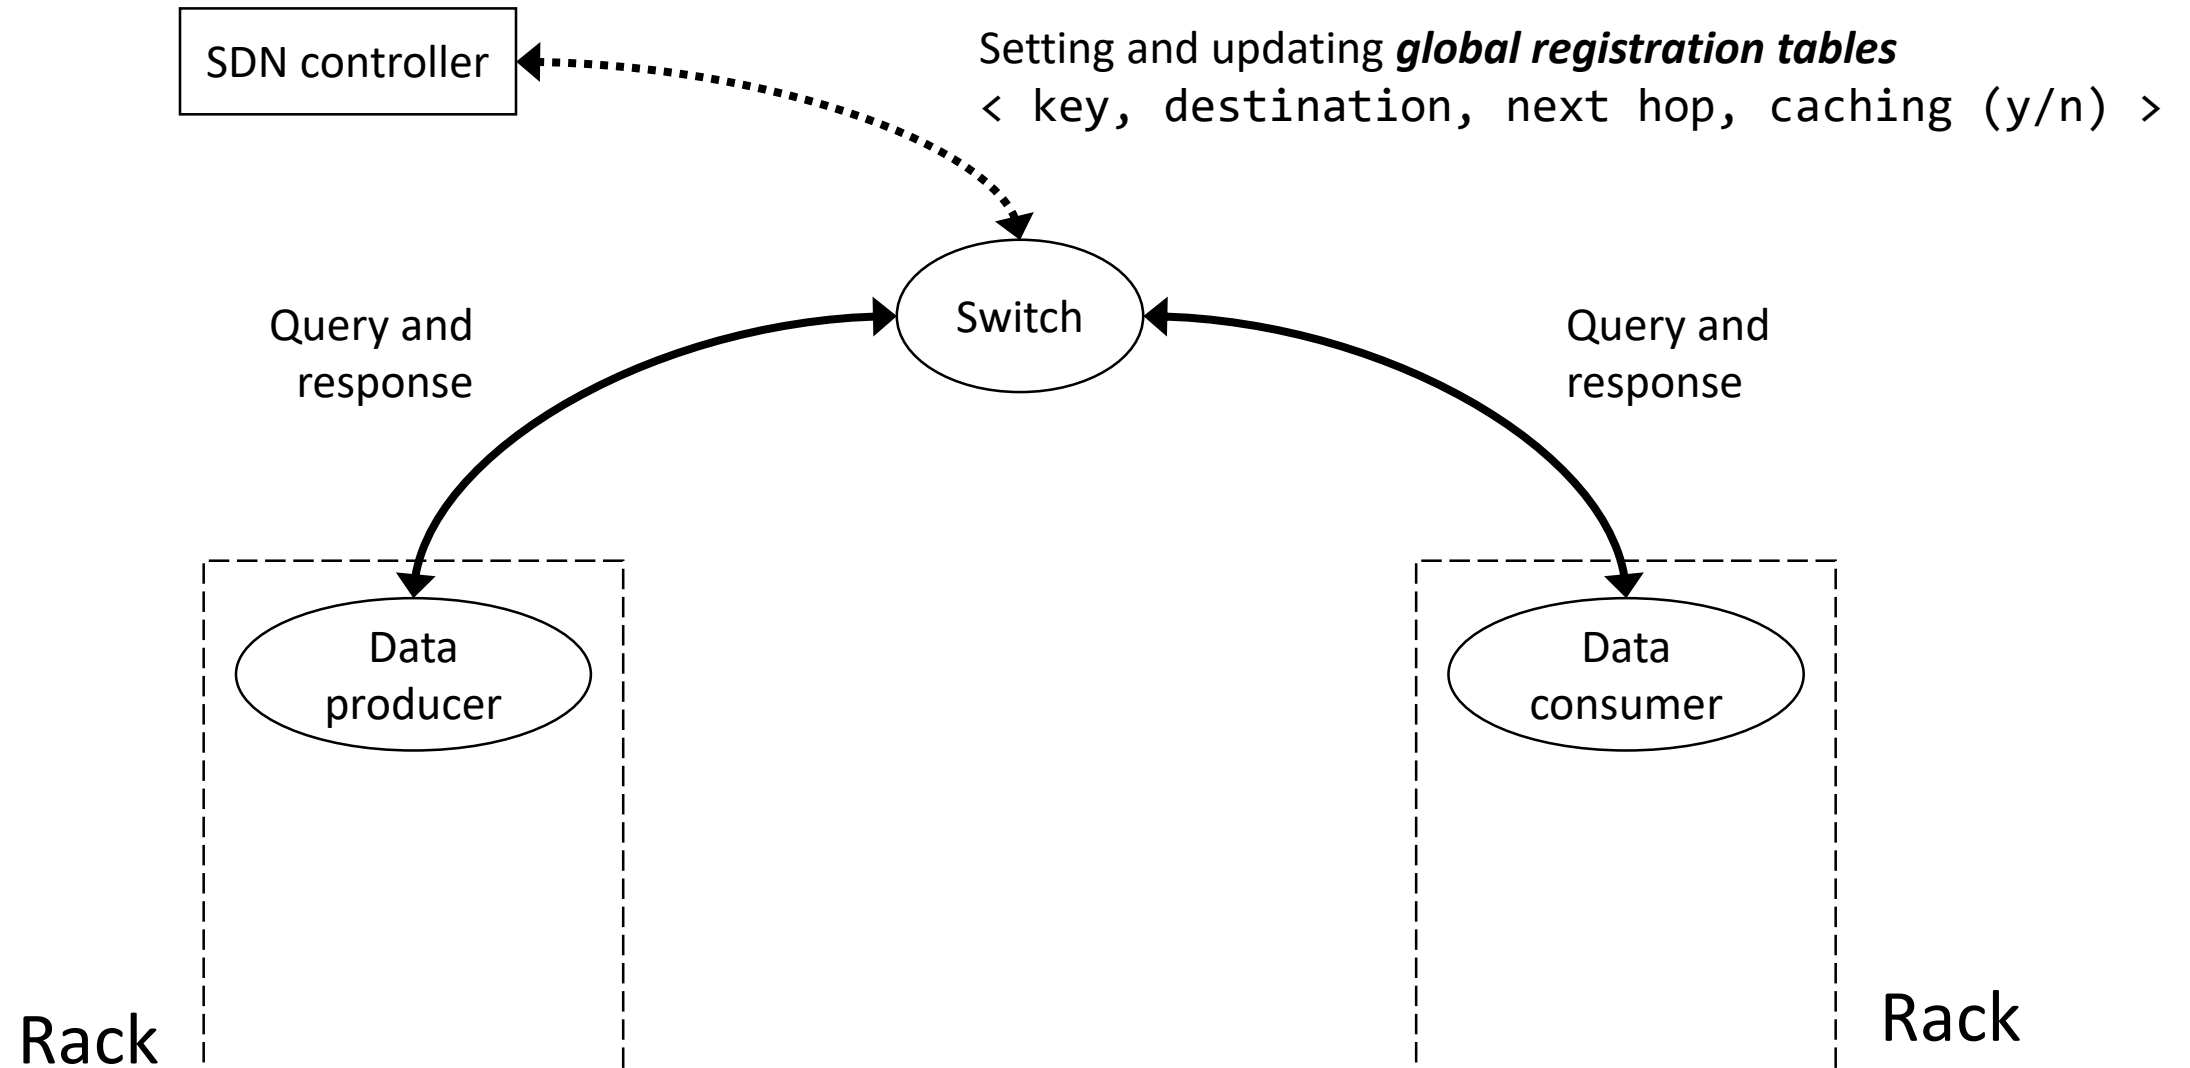 SDN controller
Setting and updating global registration tables
< key, destination, next hop, caching (y/n) >
Switch
Query and
response
Query and
response
Data
producer
Data
consumer
Rack
Rack